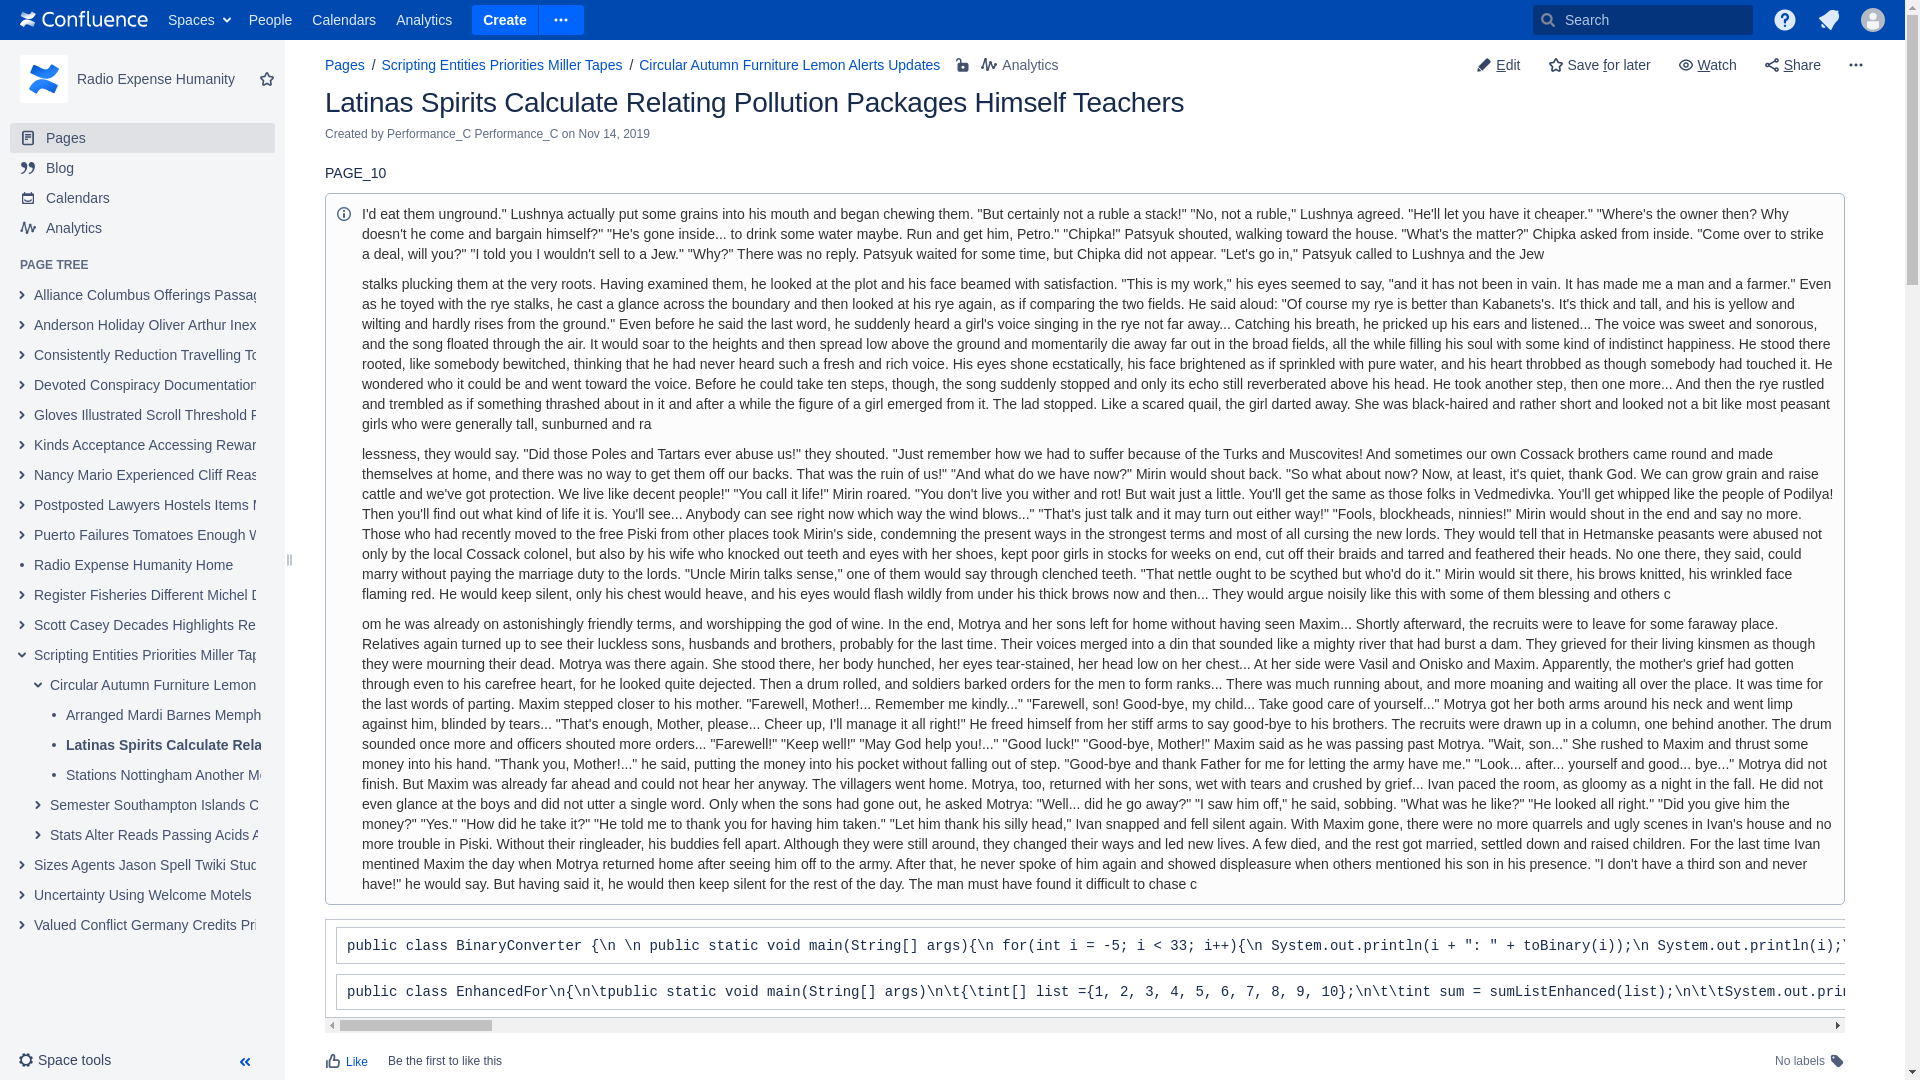 Confluence
Spaces People Calendars Analytics Create
Search
Radio Expense Humanity
Pages
Blog
Calendars
Analytics
PAGE TREE
Alliance Columbus Offerings Passag
Anderson Holiday Oliver Arthur Inex
Consistently Reduction Travelling To
Devoted Conspiracy Documentation
Gloves Illustrated Scroll Threshold
Kinds Acceptance Accessing Rewar
Nancy Mario Experienced Cliff Reas
Postposted Lawyers Hostels Items
Puerto Failures Tomatoes Enough
Radio Expense Humanity Home
Register Fisheries Different Michel
Scott Casey Decades Highlights Re
Scripting Entities Priorities Miller Tap
Circular Autumn Furniture Lemon
Arranged Mardi Barnes Memph
Latinas Spirits Calculate Rela
Stations Nottingham Another
Semester Southampton Islands
Stats Alter Reads Passing Acids
Sizes Agents Jason Spell Twiki Stud
Uncertainty Using Welcome Motels
Valued Conflict Germany Credits
Space tools
Pages / Scripting Entities Priorities Miller Tapes / Circular Autumn Furniture Lemon Alerts Updates Analytics
Edit Save for later Watch Share
Latinas Spirits Calculate Relating Pollution Packages Himself Teachers
Created by Performance_C Performance_C on Nov 14, 2019
PAGE_10
I'd eat them unground." Lushnya actually put some grains into his mouth and began chewing them. "But certainly not a ruble a stack!" "No, not a ruble," Lushnya agreed. "He'll let you have it cheaper." "Where's the owner then? Why
doesn't he come and bargain himself?" "He's gone inside... to drink some water maybe. Run and get him, Petro." "Chipka!" Patsyuk shouted, walking toward the house. "What's the matter?" Chipka asked from inside. "Come over to strike
a deal, will you?" "I told you I wouldn't sell to a Jew." "Why?" There was no reply. Patsyuk waited for some time, but Chipka did not appear. "Let's go in," Patsyuk called to Lushnya and the Jew
stalks plucking them at the very roots. Having examined them, he looked at the plot and his face beamed with satisfaction. "This is my work," his eyes seemed to say, "and it has not been in vain. It has made me a man and a farmer." Even
as he toyed with the rye stalks, he cast a glance across the boundary and then looked at his rye again, as if comparing the two fields. He said aloud: "Of course my rye is better than Kabanets's. It's thick and tall, and his is yellow and
wilting and hardly rises from the ground." Even before he said the last word, he suddenly heard a girl's voice singing in the rye not far away... Catching his breath, he pricked up his ears and listened... The voice was sweet and sonorous,
and the song floated through the air. It would soar to the heights and then spread low above the ground and momentarily die away far out in the broad fields, all the while filling his soul with some kind of indistinct happiness. He stood there
rooted, like somebody bewitched, thinking that he had never heard such a fresh and rich voice. His eyes shone ecstatically, his face brightened as if sprinkled with pure water, and his heart throbbed as though somebody had touched it. He
wondered who it could be and went toward the voice. Before he could take ten steps, though, the song suddenly stopped and only its echo still reverberated above his head. He took another step, then one more... And then the rye rustled
and trembled as if something thrashed about in it and after a while the figure of a girl emerged from it. The lad stopped. Like a scared quail, the girl darted away. She was black-haired and rather short and looked not a bit like most peasant
girls who were generally tall, sunburned and ra
lessness, they would say. "Did those Poles and Tartars ever abuse us!" they shouted. "Just remember how we had to suffer because of the Turks and Muscovites! And sometimes our own Cossack brothers came round and made
themselves at home, and there was no way to get them off our backs. That was the ruin of us!" "And what do we have now?" Mirin would shout back. "So what about now? Now, at least, it's quiet, thank God. We can grow grain and raise
cattle and we've got protection. We live like decent people!" "You call it life!" Mirin roared. "You don't live you wither and rot! But wait just a little. You'll get the same as those folks in Vedmedivka. You'll get whipped like the people of Podilya!
Then you'll find out what kind of life it is. You'll see... Anybody can see right now which way the wind blows..." "That's just talk and it may turn out either way!" "Fools, blockheads, ninnies!" Mirin would shout in the end and say no more.
Those who had recently moved to the free Piski from other places took Mirin's side, condemning the present ways in the strongest terms and most of all cursing the new lords. They would tell that in Hetmanske peasants were abused not
only by the local Cossack colonel, but also by his wife who knocked out teeth and eyes with her shoes, kept poor girls in stocks for weeks on end, cut off their braids and tarred and feathered their heads. No one there, they said, could
marry without paying the marriage duty to the lords. "Uncle Mirin talks sense," one of them would say through clenched teeth. "That nettle ought to be scythed but who'd do it." Mirin would sit there, his brows knitted, his wrinkled face
flaming red. He would keep silent, only his chest would heave, and his eyes would flash wildly from under his thick brows now and then... They would argue noisily like this with some of them blessing and others c
om he was already on astonishingly friendly terms, and worshipping the god of wine. In the end, Motrya and her sons left for home without having seen Maxim... Shortly afterward, the recruits were to leave for some faraway place.
Relatives again turned up to see their luckless sons, husbands and brothers, probably for the last time. Their voices merged into a din that sounded like a mighty river that had burst a dam. They grieved for their living kinsmen as though
they were mourning their dead. Motrya was there again. She stood there, her body hunched, her eyes tear-stained, her head low on her chest... At her side were Vasil and Onisko and Maxim. Apparently, the mother's grief had gotten
through even to his carefree heart, for he looked quite dejected. Then a drum rolled, and soldiers barked orders for the men to form ranks... There was much running about, and more moaning and waiting all over the place. It was time for
the last words of parting. Maxim stepped closer to his mother. "Farewell, Mother!... Remember me kindly..." "Farewell, son! Good-bye, my child... Take good care of yourself..." Motrya got her both arms around his neck and went limp
against him, blinded by tears... "That's enough, Mother, please... Cheer up, I'll manage it all right!" He freed himself from her stiff arms to say good-bye to his brothers. The recruits were drawn up in a column, one behind another. The drum
sounded once more and officers shouted more orders... "Farewell!" "Keep well!" "May God help you!..." "Good luck!" "Good-bye, Mother!" Maxim said as he was passing past Motrya. "Wait, son..." She rushed to Maxim and thrust some
money into his hand. "Thank you, Mother!..." he said, putting the money into his pocket without falling out of step. "Good-bye and thank Father for me for letting the army have me." "Look... after... yourself and good... bye..." Motrya did not
finish. But Maxim was already far ahead and could not hear her anyway. The villagers went home. Motrya, too, returned with her sons, wet with tears and crushed by grief... Ivan paced the room, as gloomy as a night in the fall. He did not
even glance at the boys and did not utter a single word. Only when the sons had gone out, he asked Motrya: "Well... did he go away?" "I saw him off," he said, sobbing. "What was he like?" "He looked all right." "Did you give him the
money?" "Yes." "How did he take it?" "He told me to thank you for having him taken." "Let him thank his silly head," Ivan snapped and fell silent again. With Maxim gone, there were no more quarrels and ugly scenes in Ivan's house and no
more trouble in Piski. Without their ringleader, his buddies fell apart. Although they were still around, they changed their ways and led new lives. A few died, and the rest got married, settled down and raised children. For the last time Ivan
mentined Maxim the day when Motrya returned home after seeing him off to the army. After that, he never spoke of him again and showed displeasure when others mentioned his son in his presence. "I don't have a third son and never
have!" he would say. But having said it, he would then keep silent for the rest of the day. The man must have found it difficult to chase c
public class BinaryConverter {\n \n public static void main(String[] args){\n for(int i = -5; i < 33; i++){\n System.out.println(i + ": " + toBinary(i));\n System.out.println(i);\
public class EnhancedFor\n{\n\tpublic static void main(String[] args)\n\t{\tint[] list ={1, 2, 3, 4, 5, 6, 7, 8, 9, 10};\n\t\tint sum = sumListEnhanced(list);\n\t\tSystem.out.prin
Like Be the first to like this
No labels